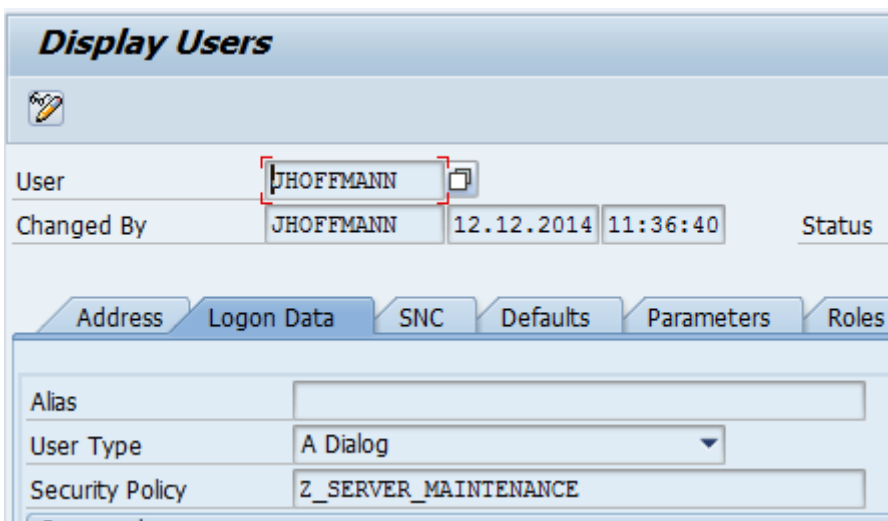 Display Users
User JHOFFMANN
Changed By JHOFFMANN 12.12.2014 11:36:40 Status
Address Logon Data SNC Defaults Parameters Roles
Alias
User Type A Dialog
Security Policy Z_SERVER_MAINTENANCE